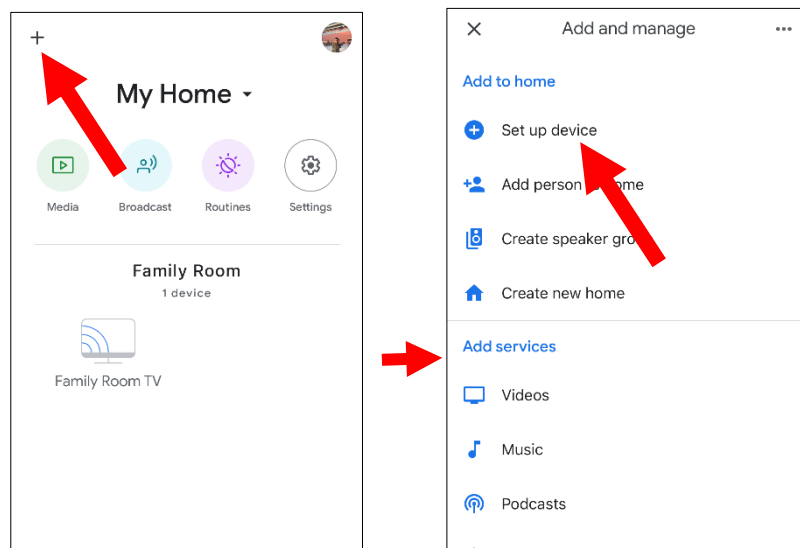 My Home
Media
Broadcast
Routines
Settings
Family Room
1 device
Family Room TV
Add and manage
Add to home
Set up device
Add person home
Create speaker
Create new home
Add services
Videos
Music
Podcasts